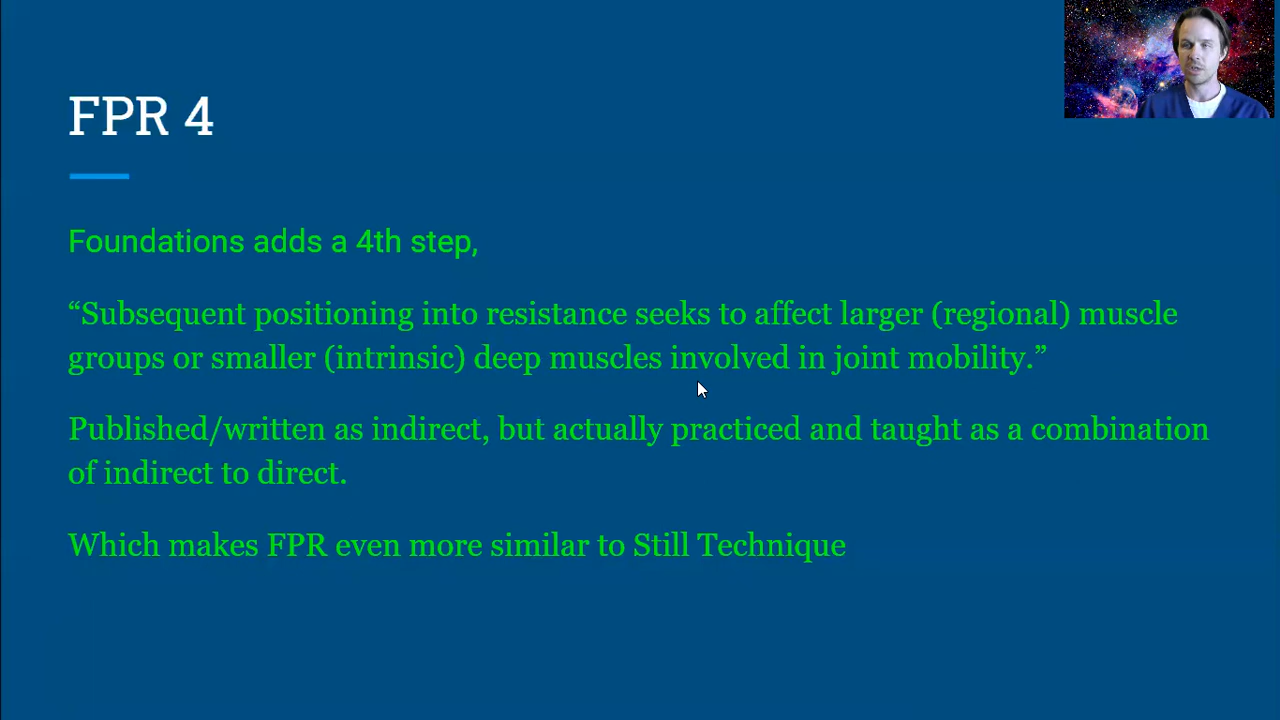 FPR 4
Foundations adds a 4th step,
“Subsequent positioning into resistance seeks to affect larger (regional) muscle
groups or smaller (intrinsic) deep muscles involved in joint mobility.”
Published/written as indirect, but actually practiced and taught as a combination
of indirect to direct.
Which makes FPR even more similar to Still Technique